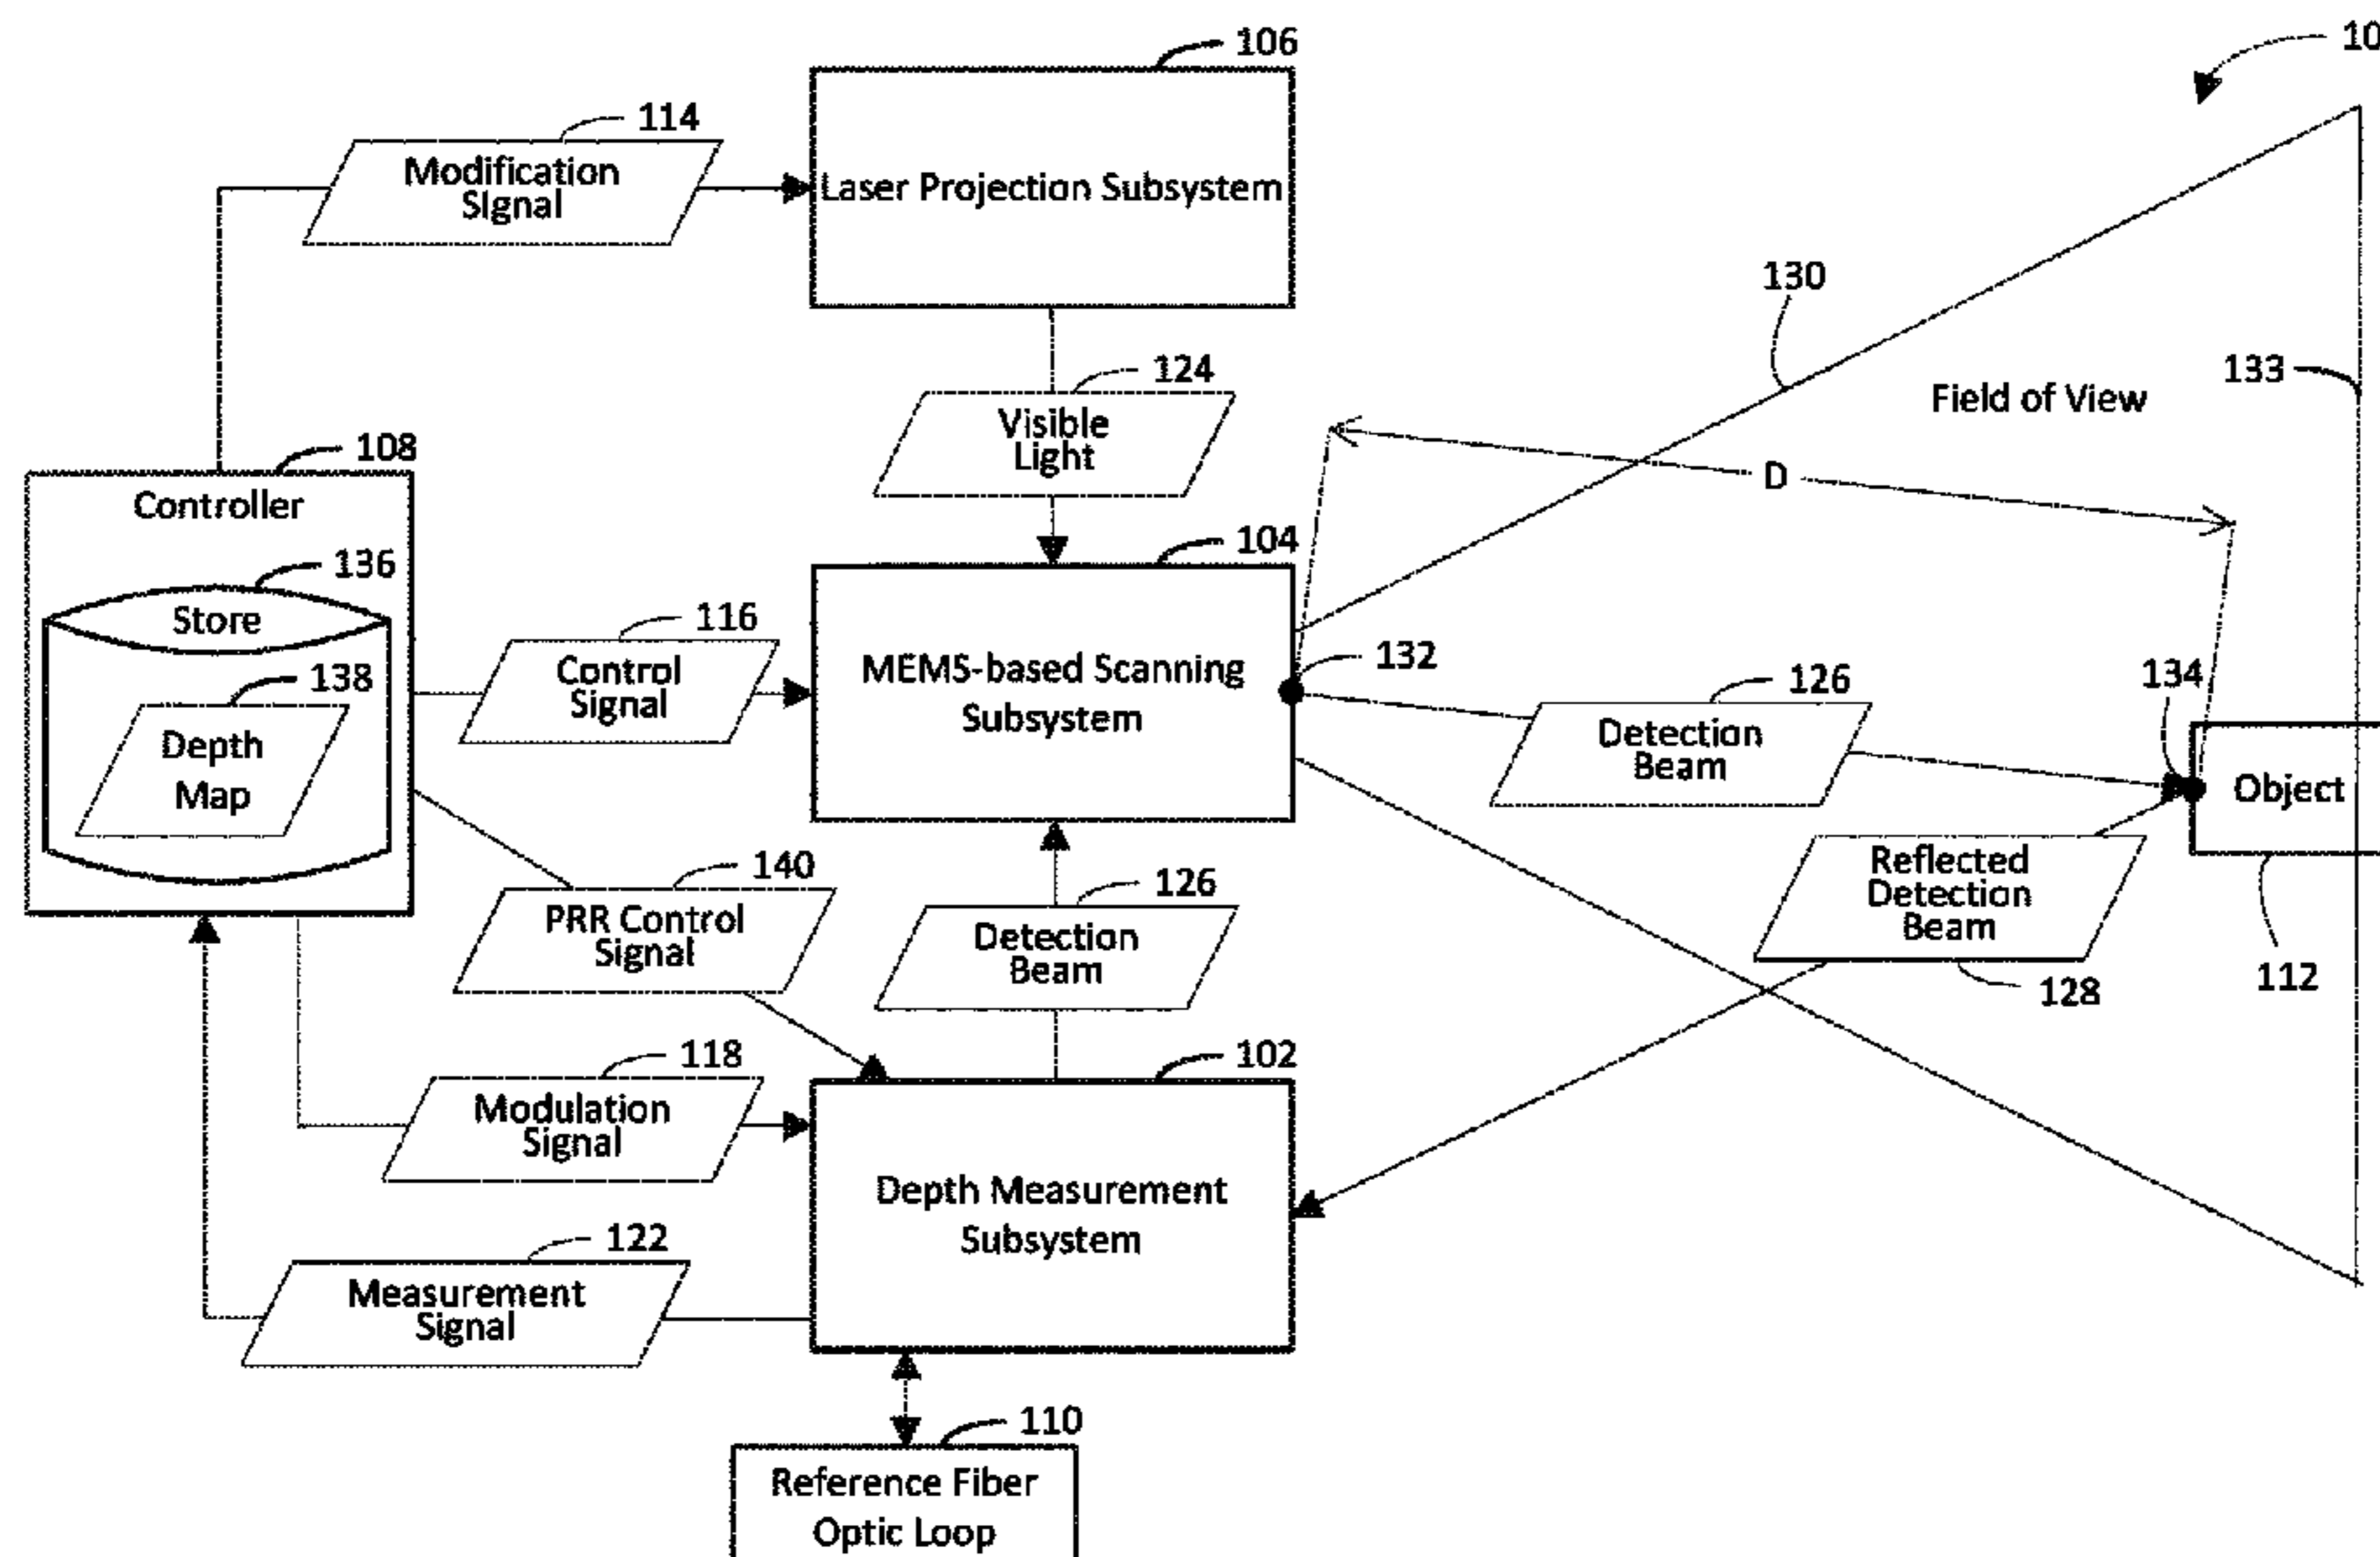 106
10
114
Modification
Signal
Laser Projection Subsystem
130
124
133
Visible
Light
Field of View
108
Controller
D
104
136
Store
116
132
Control
Signal
MEMS-based Scanning
Subsystem
138
126
134
Depth
Map
Detection
Beam
Object
140
126
Reflected
Detection
Beam
PRR Control
Signal
Detection
Beam
112
128
118
102
Modulation
Signal
Depth Measurement
Subsystem
122
Measurement
Signal
110
Reference Fiber
Optic Loop